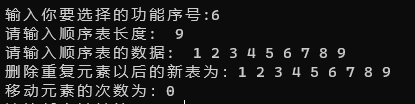 输入你要选择的功能序号:6
请输入顺序表长度: 9
请输入顺序表的数据: 1 2 3 4 5 6 7 8 9
删除重复元素以后的新表为: 1 2 3 4 5 6 7 8 9
移动元素的次数为: 0